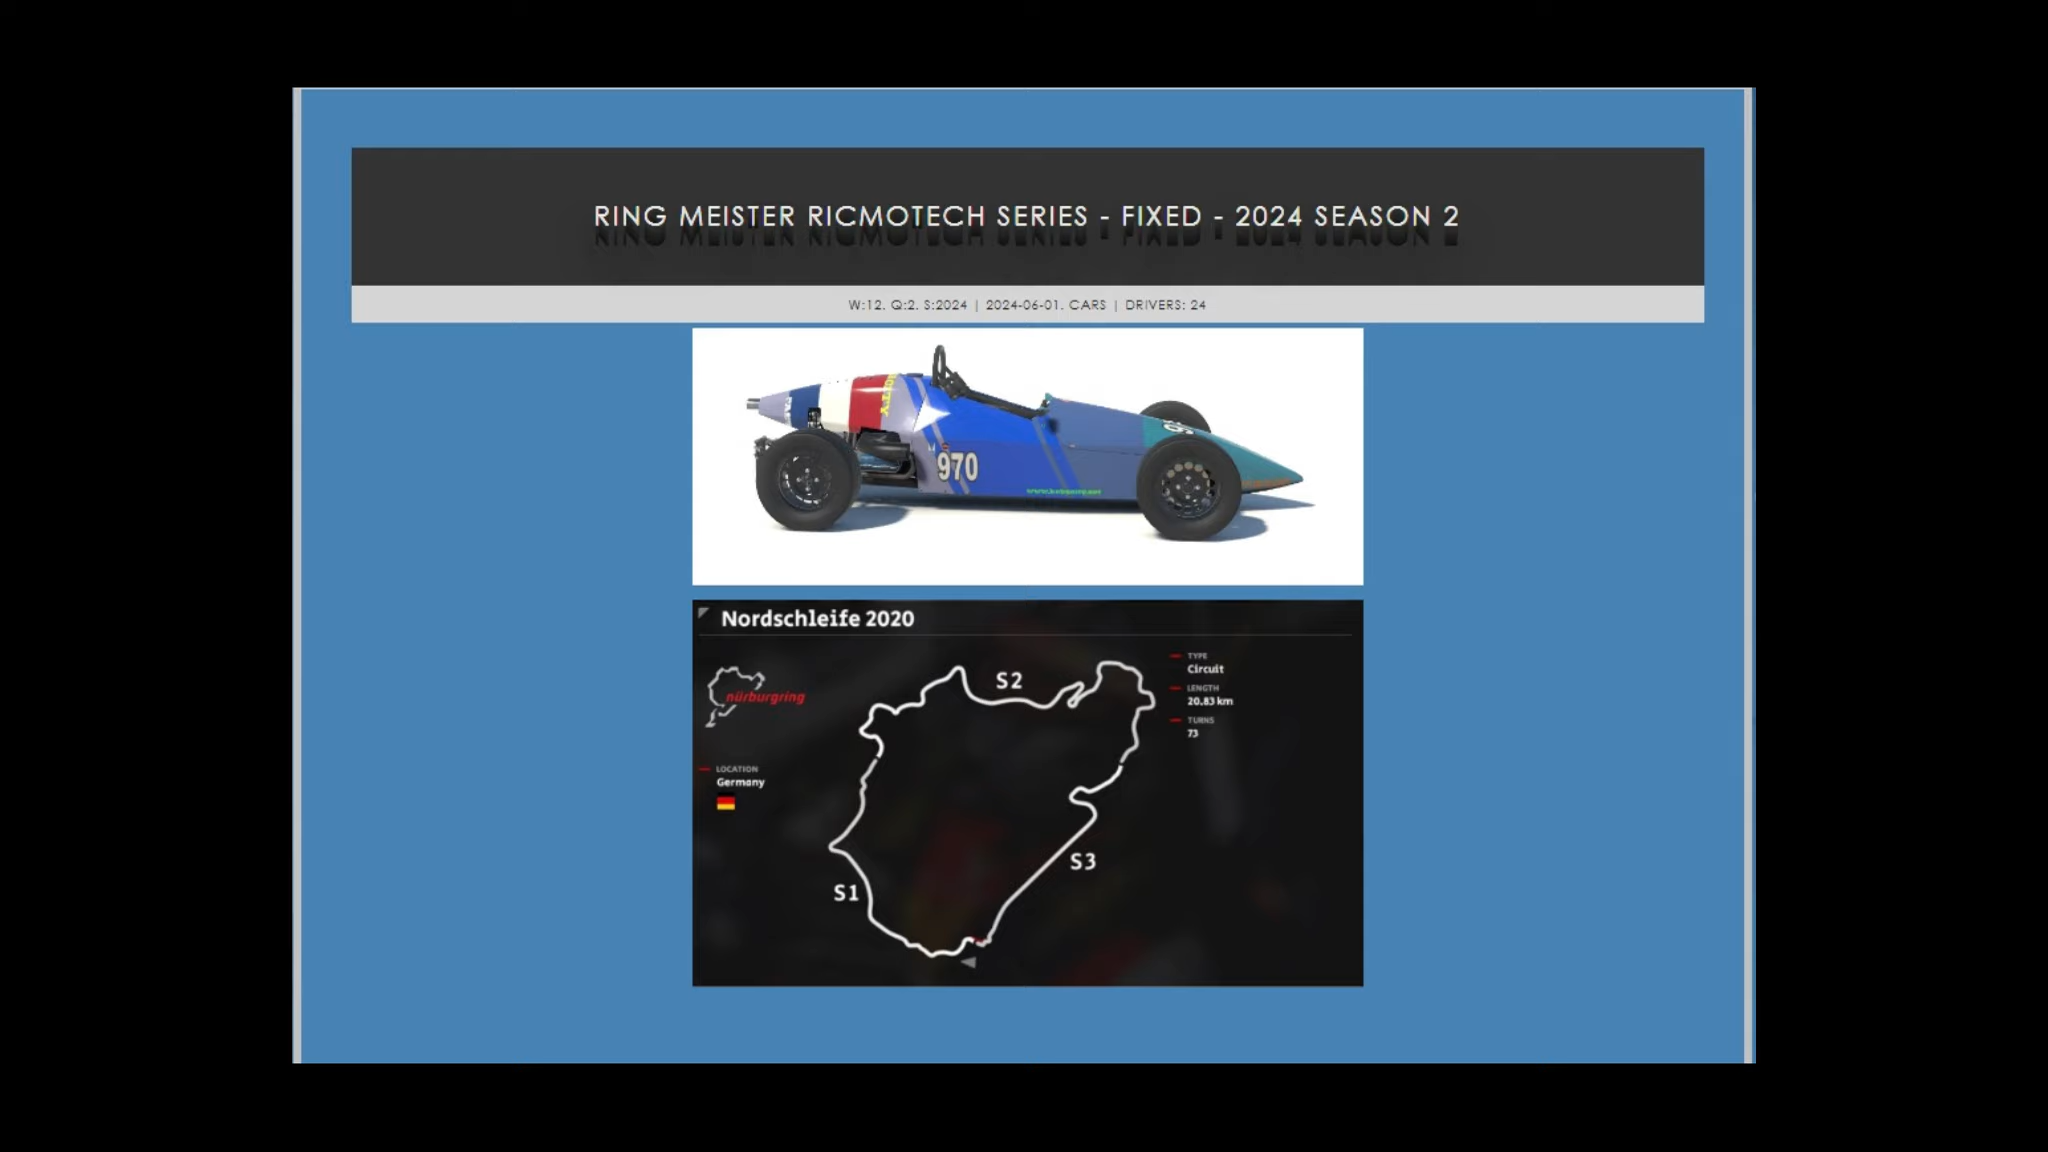 RING MEISTER RICMOTECH SERIES - FIXED - 2024 SEASON 2
W:12. Q:2. S:2024 | 2024-06-01. CARS | DRIVERS: 24
970
Nordschleife 2020
nürburgring
LOCATION
Germany
S2
S1
S3
TYPE
Circuit
LENGTH
20.83 km
TURNS
73